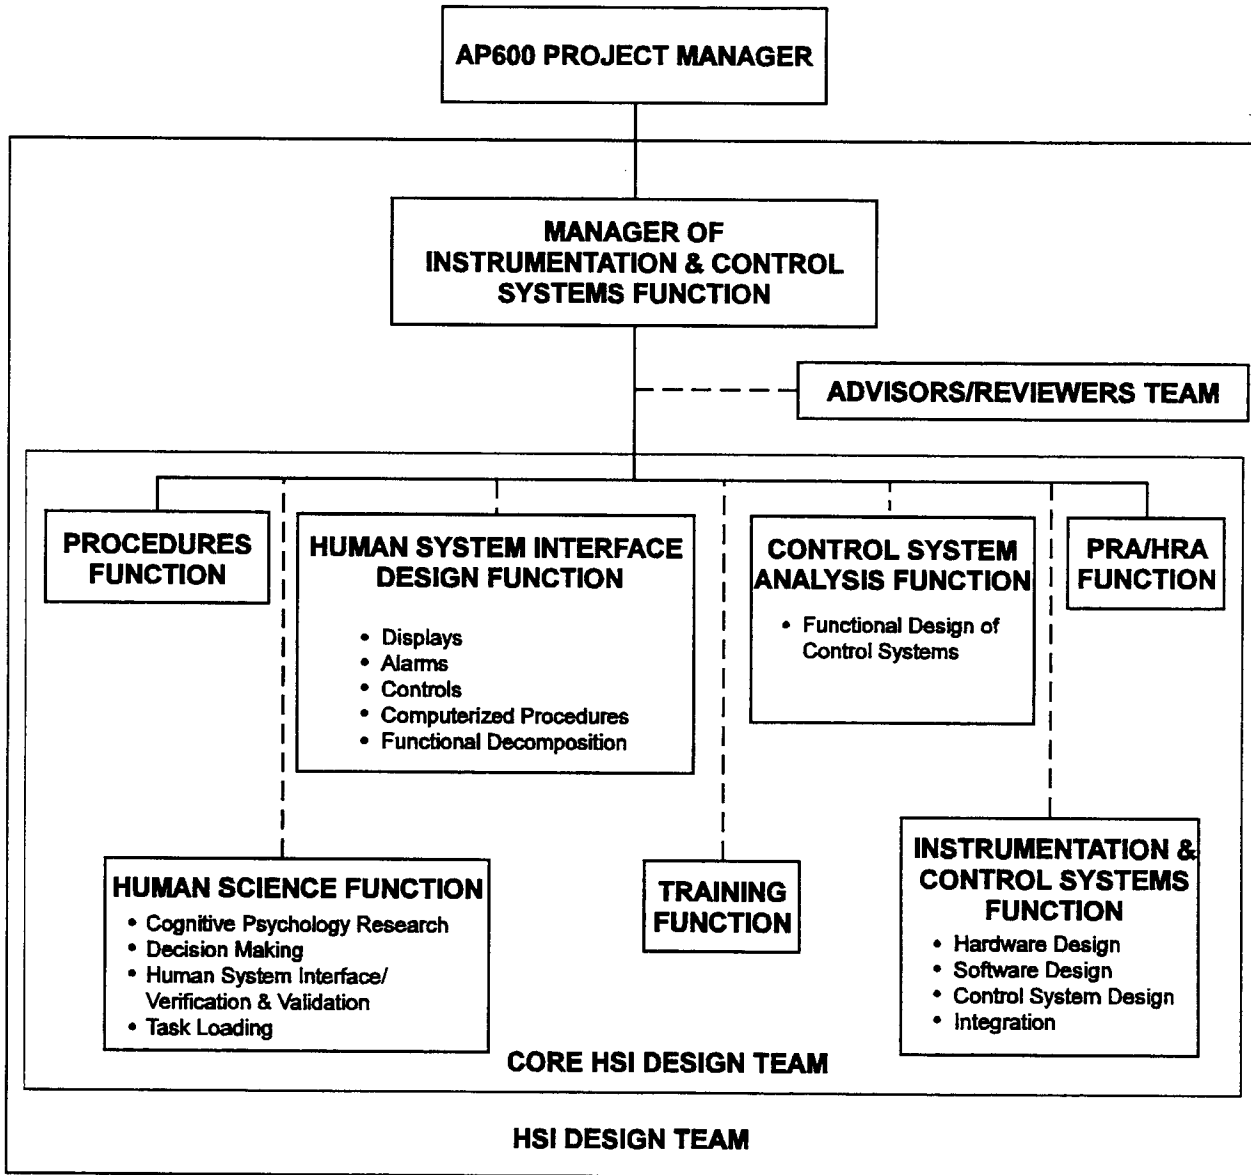 AP600 PROJECT MANAGER
MANAGER OF
INSTRUMENTATION & CONTROL
SYSTEMS FUNCTION
ADVISORS/REVIEWERS TEAM
PROCEDURES
FUNCTION
HUMAN SYSTEM INTERFACE
DESIGN FUNCTION
• Displays
• Alarms
• Controls
• Computerized Procedures
• Functional Decomposition
CONTROL SYSTEM
ANALYSIS FUNCTION
• Functional Design of
Control Systems
PRA/HRA
FUNCTION
HUMAN SCIENCE FUNCTION
• Cognitive Psychology Research
• Decision Making
• Human System Interface/
Verification & Validation
• Task Loading
TRAINING
FUNCTION
INSTRUMENTATION &
CONTROL SYSTEMS
FUNCTION
• Hardware Design
• Software Design
• Control System Design
• Integration
CORE HSI DESIGN TEAM
HSI DESIGN TEAM